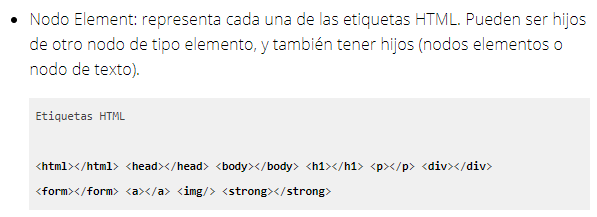 • Nodo Element: representa cada una de las etiquetas HTML. Pueden ser hijos
de otro nodo de tipo elemento, y también tener hijos (nodos elementos o
nodo de texto).
Etiquetas HTML
<html></html> <head></head> <body></body> <h1></h1> <p></p> <div></div>
<form></form> <a></a> <img/> <strong></strong>